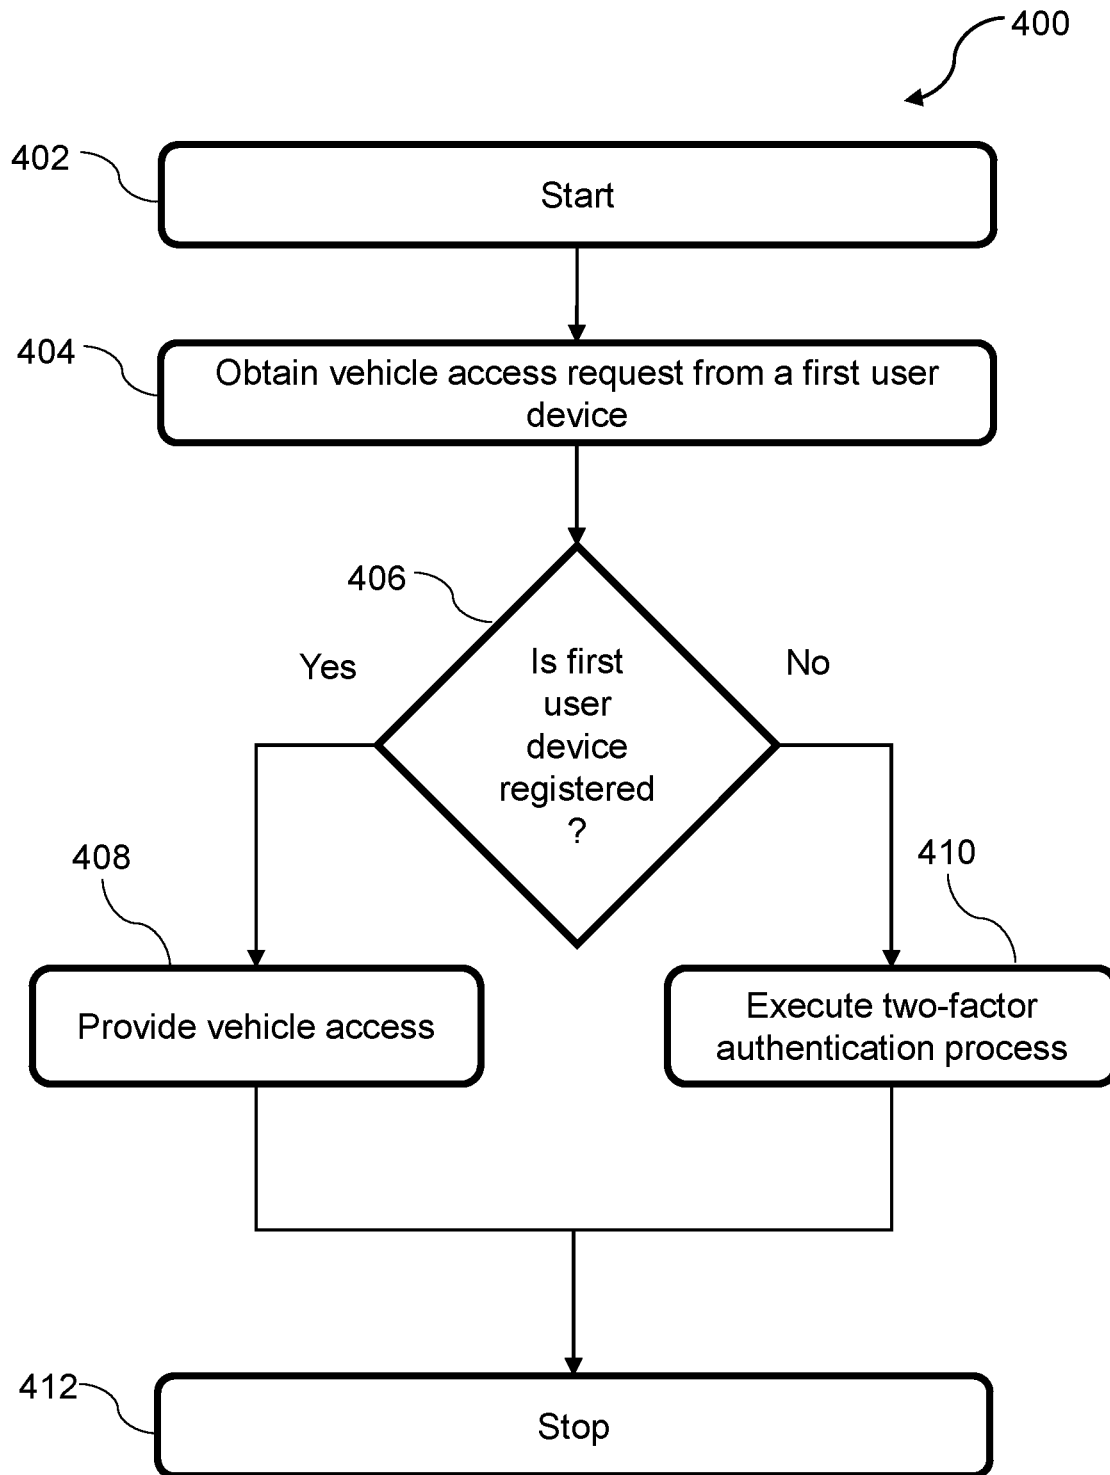 400
402
Start
404
Obtain vehicle access request from a first user
device
406
Yes
No
Is first
user
device
registered
?
408
410
Provide vehicle access
Execute two-factor
authentication process
412
Stop